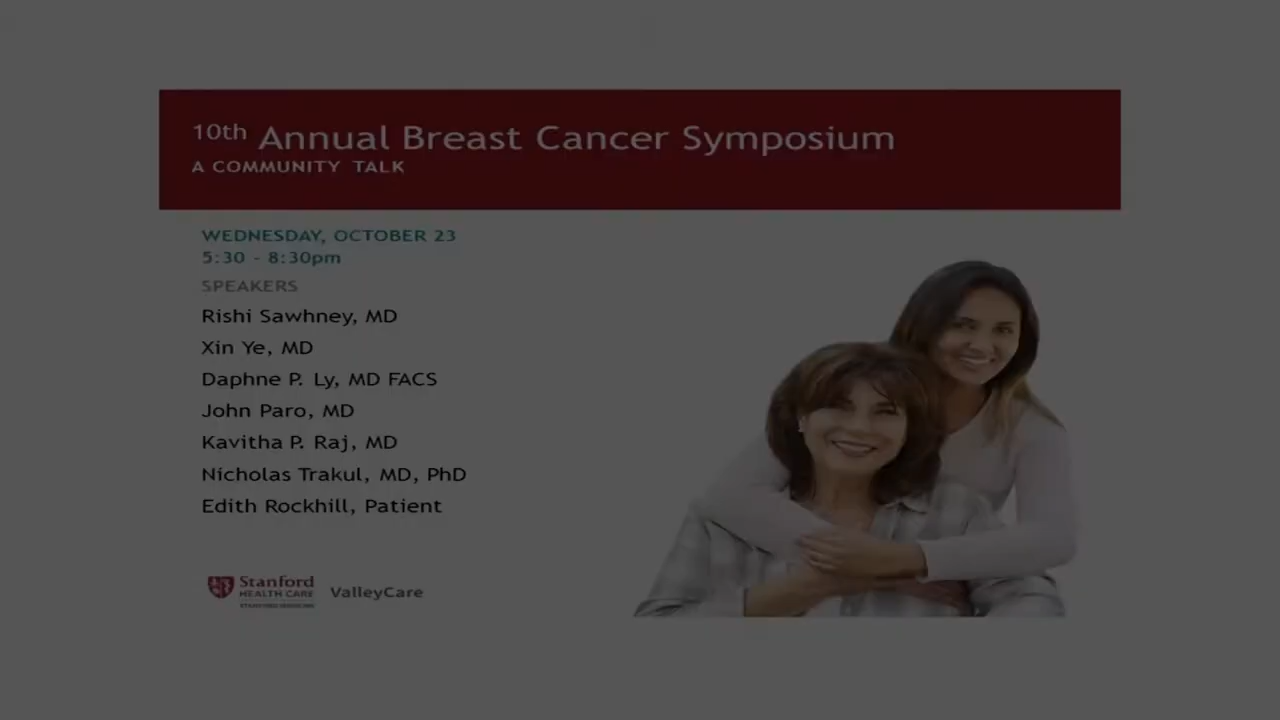 10th Annual Breast Cancer Symposium
A COMMUNITY TALK
WEDNESDAY, OCTOBER 23
5:30 - 8:30pm
SPEAKERS
Rishi Sawhney, MD
Xin Ye, MD
Daphne P. Ly, MD FACS
John Paro, MD
Kavitha P. Raj, MD
Nicholas Trakul, MD, PhD
Edith Rockhill, Patient
Stanford
HEALTH CARE
STANFORD MEDICINE
ValleyCare